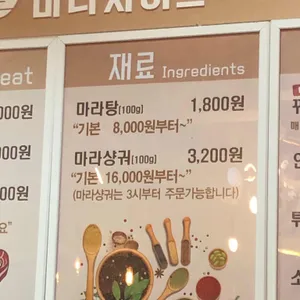 재료 Ingredients
eat
마라탕[100g] 1,800원
000원
"기본 8,000원부터~"
마라샹궈[100g] 3,200원
000원
"기본 16,000원부터~"
00원
(마라샹궈는 3시부터 주문가능합니다)
요"